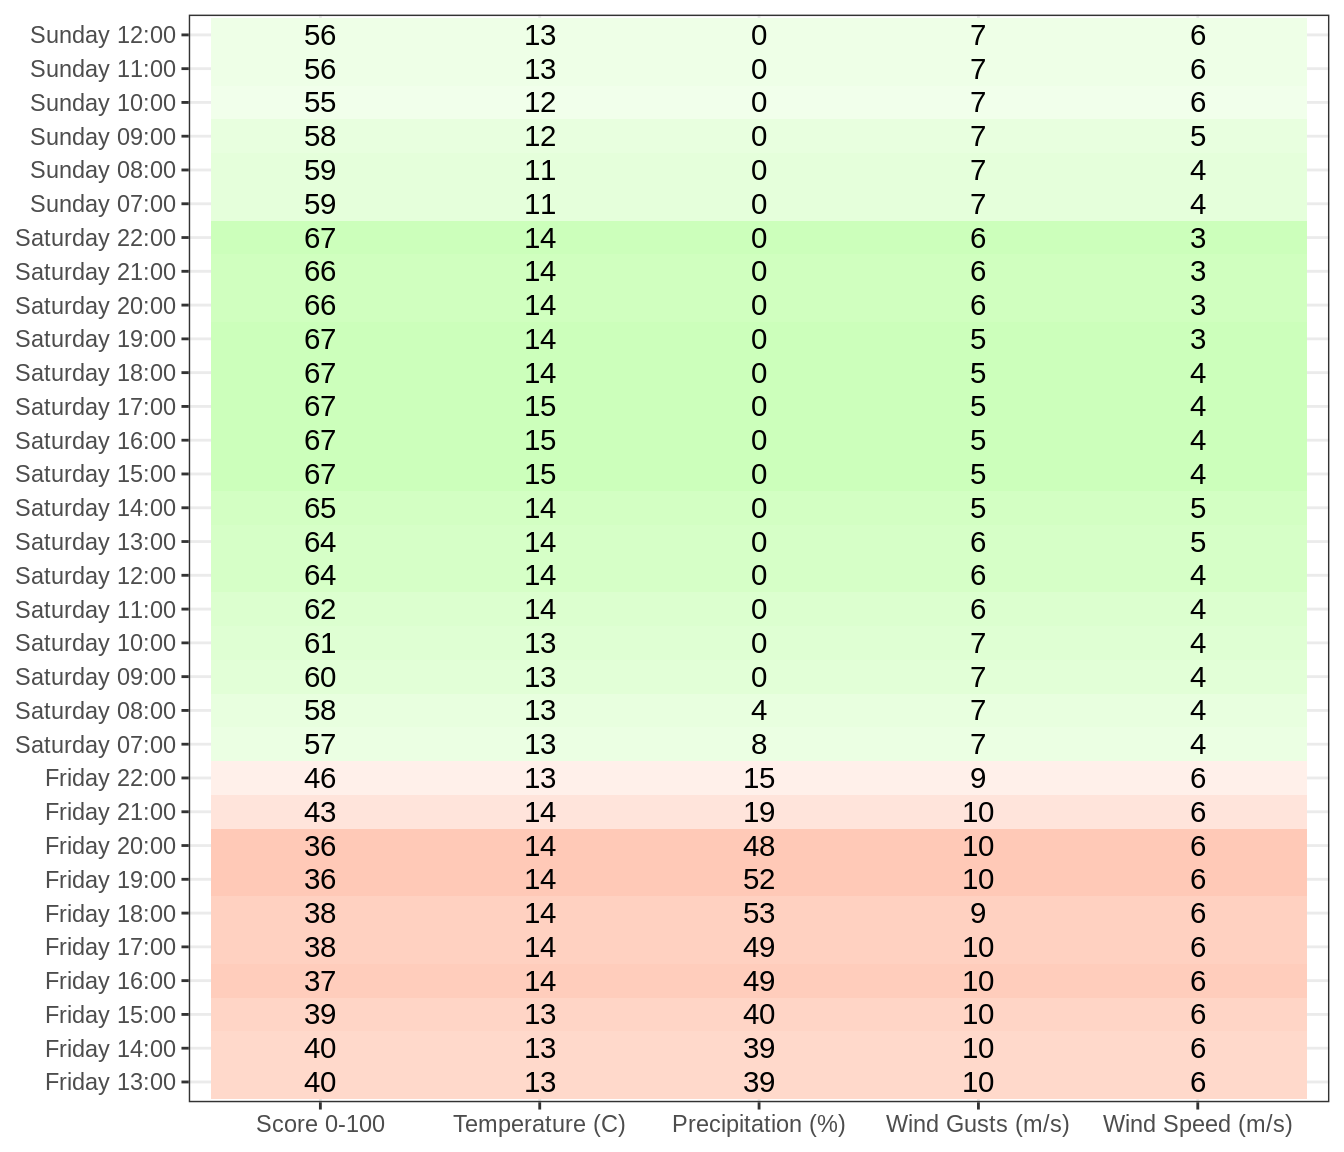 Sunday 12:00 56 13 0 7 6
Sunday 11:00 56 13 0 7 6
Sunday 10:00 55 12 0 7 6
Sunday 09:00 58 12 0 7 5
Sunday 08:00 59 11 0 7 4
Sunday 07:00 59 11 0 7 4
Saturday 22:00 67 14 0 6 3
Saturday 21:00 66 14 0 6 3
Saturday 20:00 66 14 0 6 3
Saturday 19:00 67 14 0 5 3
Saturday 18:00 67 14 0 5 4
Saturday 17:00 67 15 0 5 4
Saturday 16:00 67 15 0 5 4
Saturday 15:00 67 15 0 5 4
Saturday 14:00 65 14 0 5 5
Saturday 13:00 64 14 0 6 5
Saturday 12:00 64 14 0 6 4
Saturday 11:00 62 14 0 6 4
Saturday 10:00 61 13 0 7 4
Saturday 09:00 60 13 0 7 4
Saturday 08:00 58 13 4 7 4
Saturday 07:00 57 13 8 7 4
Friday 22:00 46 13 15 9 6
Friday 21:00 43 14 19 10 6
Friday 20:00 36 14 48 10 6
Friday 19:00 36 14 52 10 6
Friday 18:00 38 14 53 9 6
Friday 17:00 38 14 49 10 6
Friday 16:00 37 14 49 10 6
Friday 15:00 39 13 40 10 6
Friday 14:00 40 13 39 10 6
Friday 13:00 40 13 39 10 6
Score 0-100 Temperature (C) Precipitation (%) Wind Gusts (m/s) Wind Speed (m/s)